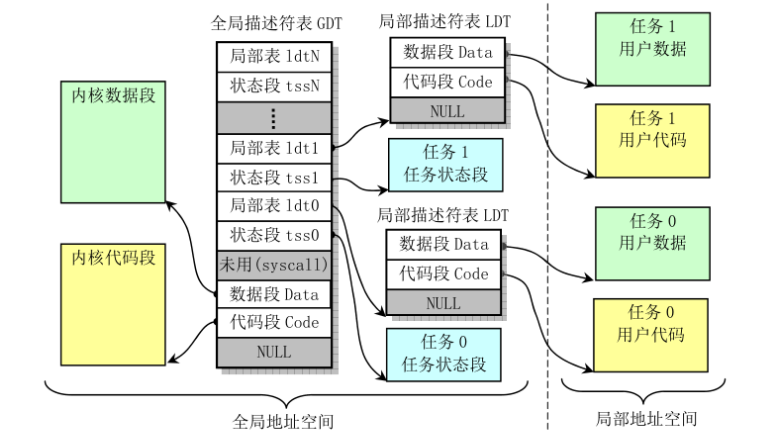 全局描述符表 GDT
局部表 ldtN
状态段 tssN
局部表 ldt1
状态段 tss1
局部表 ldt0
状态段 tss0
未用(syscall)
数据段 Data
代码段 Code
NULL
内核数据段
内核代码段
局部描述符表 LDT
数据段 Data
代码段 Code
NULL
任务 1
任务状态段
局部描述符表 LDT
数据段 Data
代码段 Code
NULL
任务 0
任务状态段
任务 1
用户数据
任务 1
用户代码
任务 0
用户数据
任务 0
用户代码
全局地址空间
局部地址空间